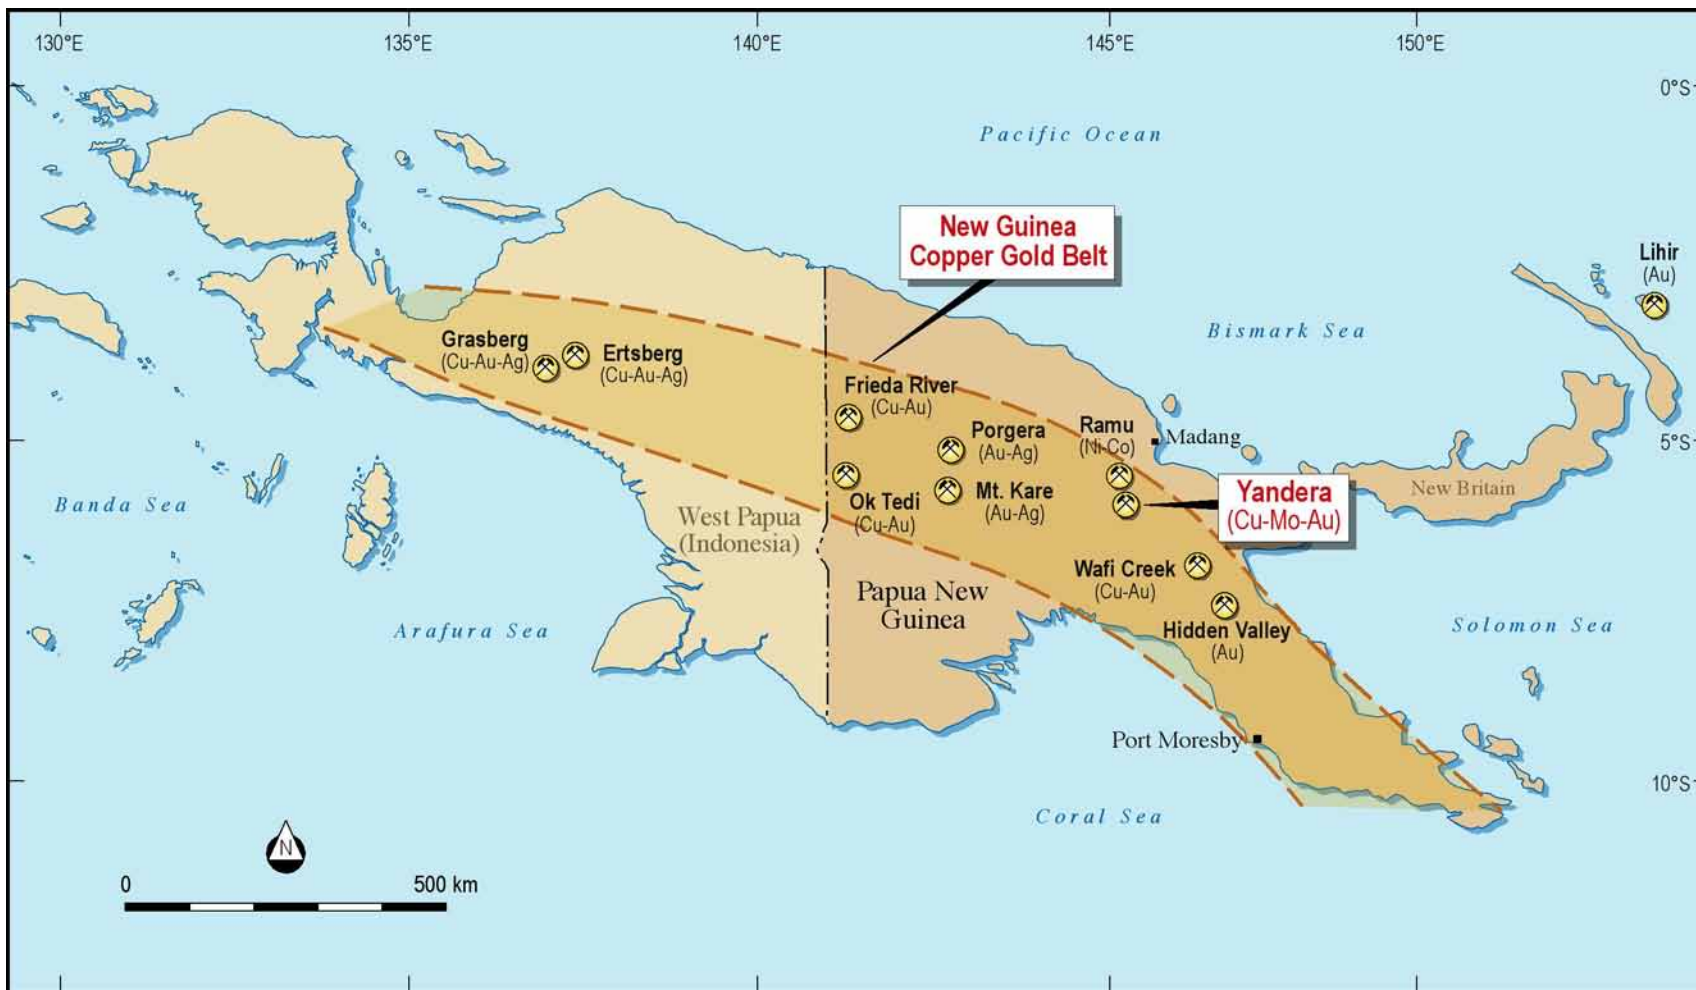 130°E
135°E
140°E
145°E
150°E
0°S
Pacific Ocean
New Guinea
Copper Gold Belt
Lihir
(Au)
Bismark Sea
Grasberg
(Cu-Au-Ag)
Ertsberg
(Cu-Au-Ag)
Frieda River
(Cu-Au)
Porgera
(Au-Ag)
Ramu
(Ni-Co)
Madang
5°S
Banda Sea
West Papua
(Indonesia)
Ok Tedi
(Cu-Au)
Mt. Kare
(Au-Ag)
Yandera
(Cu-Mo-Au)
New Britain
Wafi Creek
(Cu-Au)
Papua New
Guinea
Arafura Sea
Hidden Valley
(Au)
Solomon Sea
Port Moresby
10°S
Coral Sea
N
0
500 km